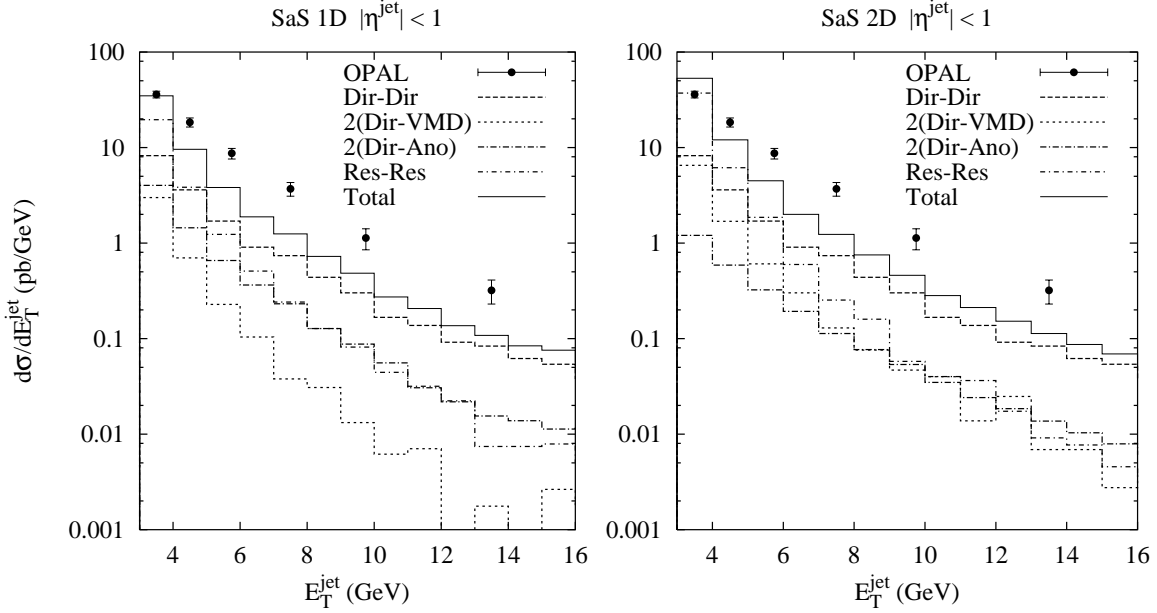 SaS 1D |η^jet| < 1
100
10
1
0.1
0.01
0.001
dσ/dE_T^jet (pb/GeV)
OPAL
Dir-Dir
2(Dir-VMD)
2(Dir-Ano)
Res-Res
Total
4 6 8 10 12 14 16
E_T^jet (GeV)
SaS 2D |η^jet| < 1
100
10
1
0.1
0.01
0.001
OPAL
Dir-Dir
2(Dir-VMD)
2(Dir-Ano)
Res-Res
Total
4 6 8 10 12 14 16
E_T^jet (GeV)